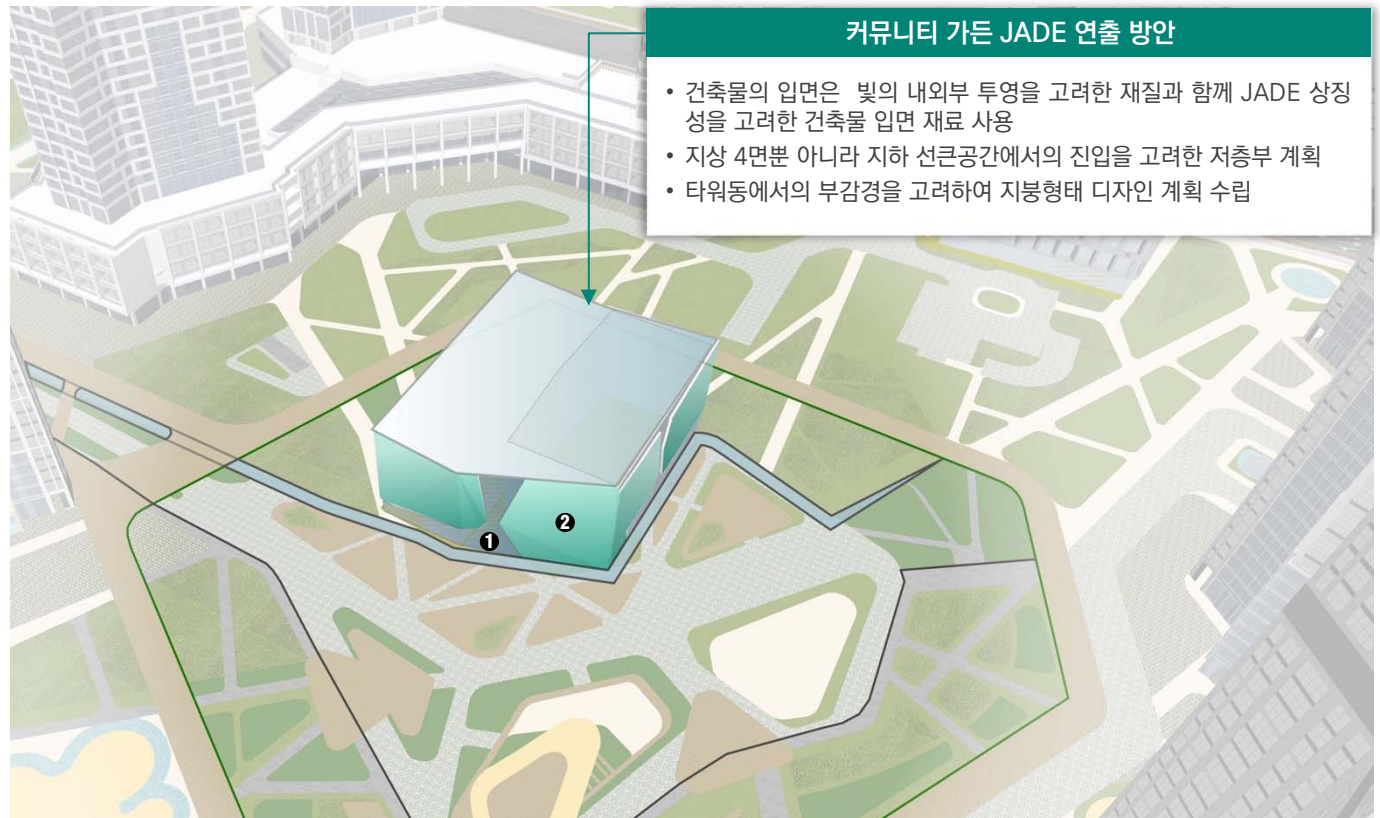 커뮤니티 가든 JADE 연출 방안
• 건축물의 입면은 빛의 내외부 투영을 고려한 재질과 함께 JADE 상징
성을 고려한 건축물 입면 재료 사용
• 지상 4면뿐 아니라 지하 선큰공간에서의 진입을 고려한 저층부 계획
• 타워동에서의 부감경을 고려하여 지붕형태 디자인 계획 수립
❷
❶